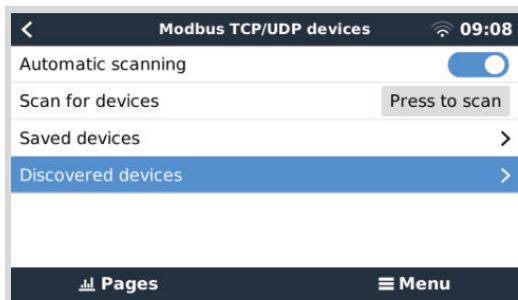 Modbus TCP/UDP devices 09:08
Automatic scanning
Scan for devices Press to scan
Saved devices
Discovered devices
Pages Menu